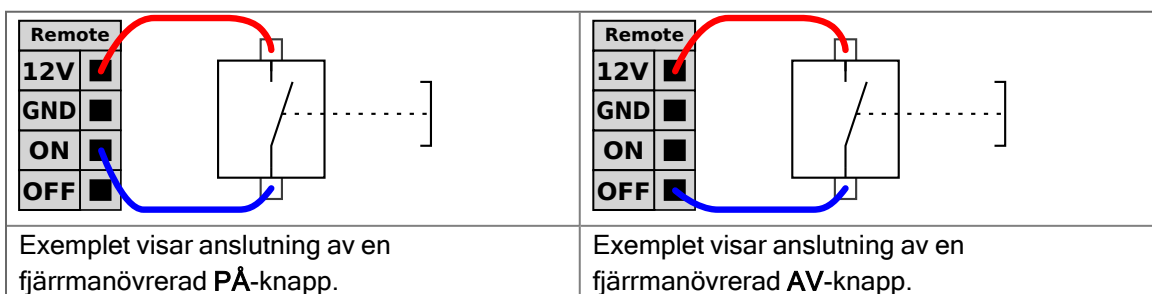 Remote
12V
GND
ON
OFF
Exemplet visar anslutning av en
fjärrmanövrerad PÅ-knapp.
Remote
12V
GND
ON
OFF
Exemplet visar anslutning av en
fjärrmanövrerad AV-knapp.